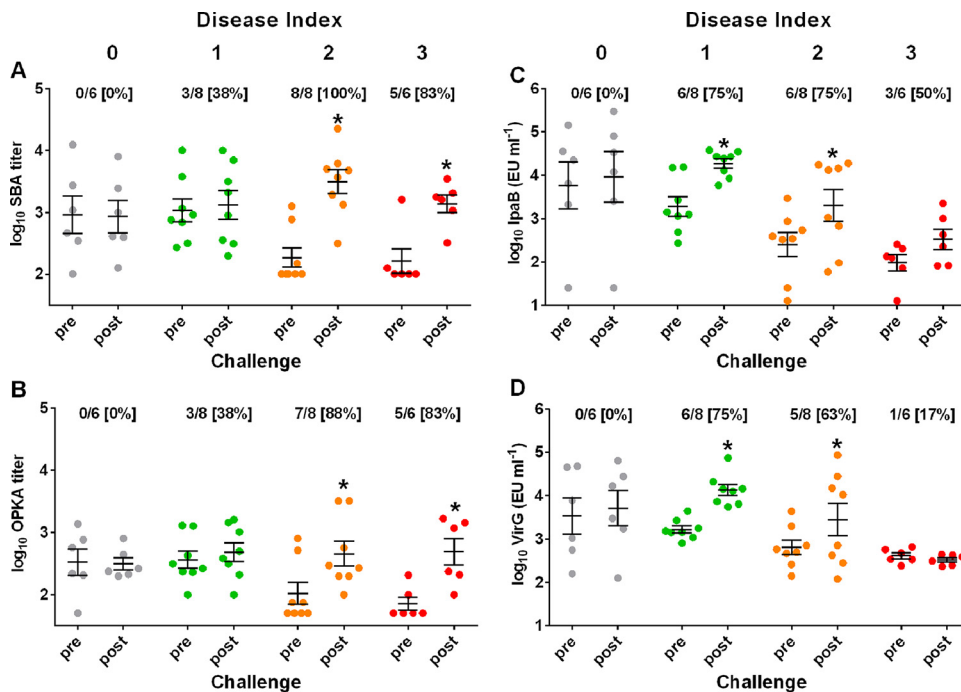 Disease Index
0 1 2 3
A
0/6 [0%] 3/8 [38%] 8/8 [100%] 5/6 [83%]
* *
5
4
3
2
log10 SBA titer
pre post pre post pre post pre post
Challenge
B
0/6 [0%] 3/8 [38%] 7/8 [88%] 5/6 [83%]
* *
5
4
3
2
log10 OPKA titer
pre post pre post pre post pre post
Challenge
Disease Index
0 1 2 3
C
0/6 [0%] 6/8 [75%] 6/8 [75%] 3/6 [50%]
* *
6
5
4
3
2
1
log10 IpaB (EU ml-1)
pre post pre post pre post pre post
Challenge
D
0/6 [0%] 6/8 [75%] 5/8 [63%] 1/6 [17%]
* *
6
5
4
3
2
1
log10 VirG (EU ml-1)
pre post pre post pre post pre post
Challenge